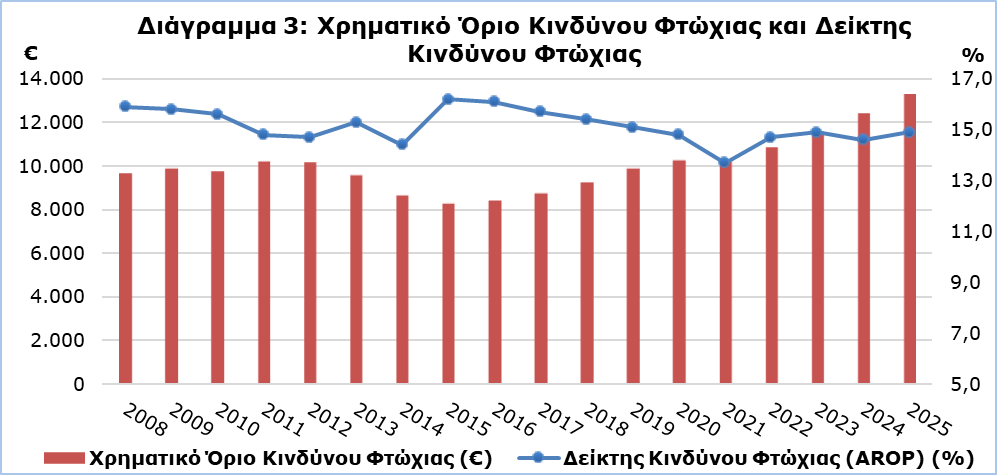 Διάγραμμα 3: Χρηματικό Όριο Κινδύνου Φτώχιας και Δείκτης
Κινδύνου Φτώχιας
€ %
14.000 17,0
12.000 15,0
10.000 13,0
8.000 11,0
6.000 9,0
4.000 7,0
2.000 5,0
0
2008 2009 2010 2011 2012 2013 2014 2015 2016 2017 2018 2019 2020 2021 2022 2023 2024 2025
Χρηματικό Όριο Κινδύνου Φτώχιας (€) Δείκτης Κινδύνου Φτώχιας (AROP) (%)